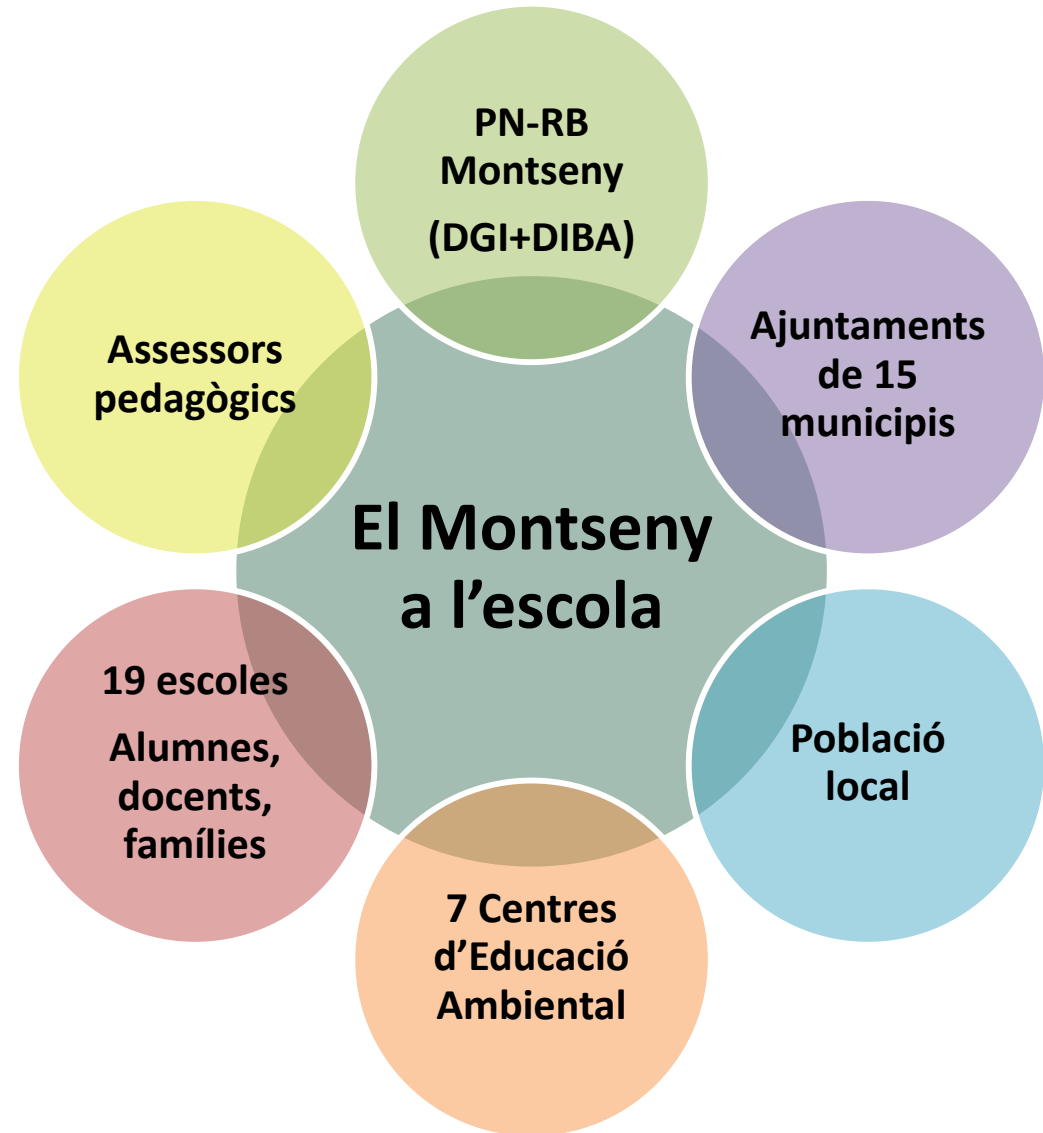 PN-RB
Montseny
(DGI+DIBA)
Ajuntaments
de 15
municipis
Població
local
7 Centres
d’Educació
Ambiental
19 escoles
Alumnes,
docents,
famílies
Assessors
pedagògics
El Montseny
a l’escola